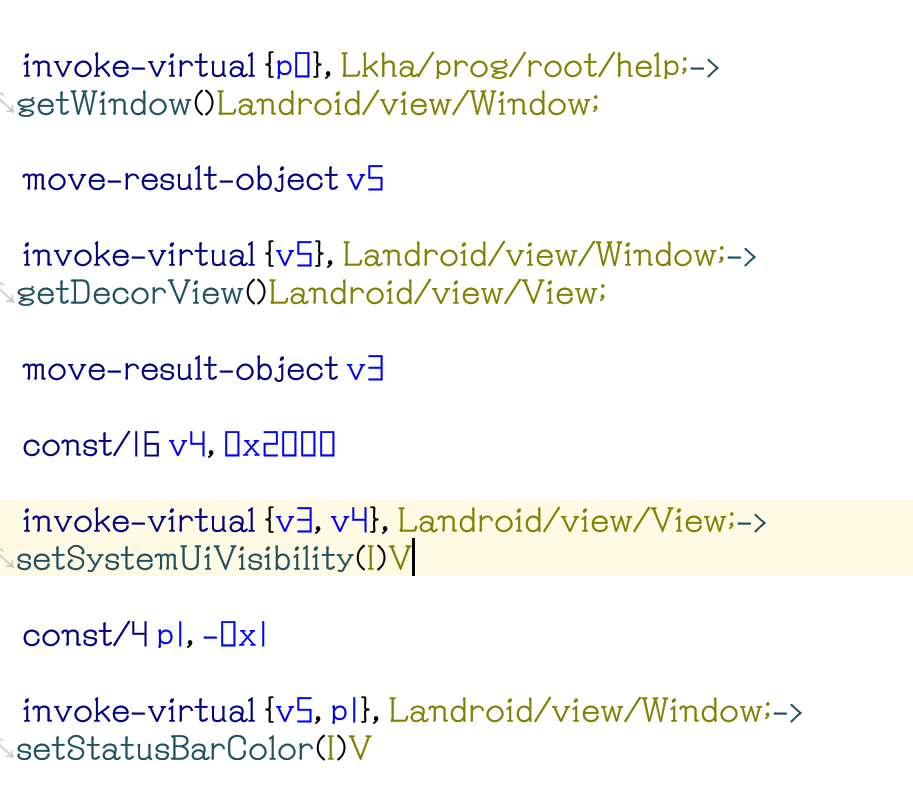 invoke-virtual {p0}, Lkha/prog/root/help;->
getWindow()Landroid/view/Window;
move-result-object v5
invoke-virtual {v5}, Landroid/view/Window;->
getDecorView()Landroid/view/View;
move-result-object v3
const/16 v4, 0x2000
invoke-virtual {v3, v4}, Landroid/view/View;->
setSystemUiVisibility(I)V
const/4 p1, -0x1
invoke-virtual {v5, p1}, Landroid/view/Window;->
setStatusBarColor(I)V